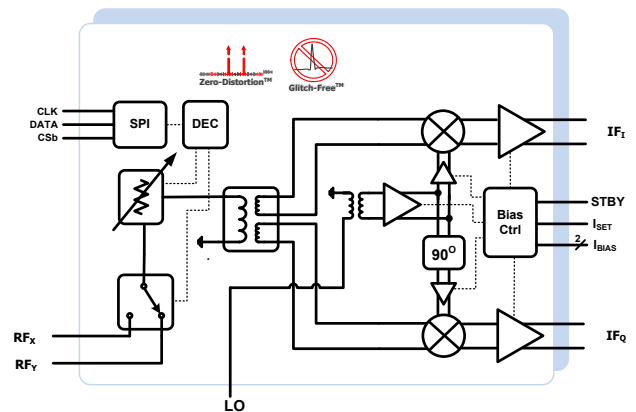 Zero-Distortion™
Glitch-Free™
CLK
DATA
CSb
SPI
DEC
IF_I
STBY
Bias
Ctrl
I_SET
2
I_BIAS
90°
RF_X
RF_Y
IF_Q
LO